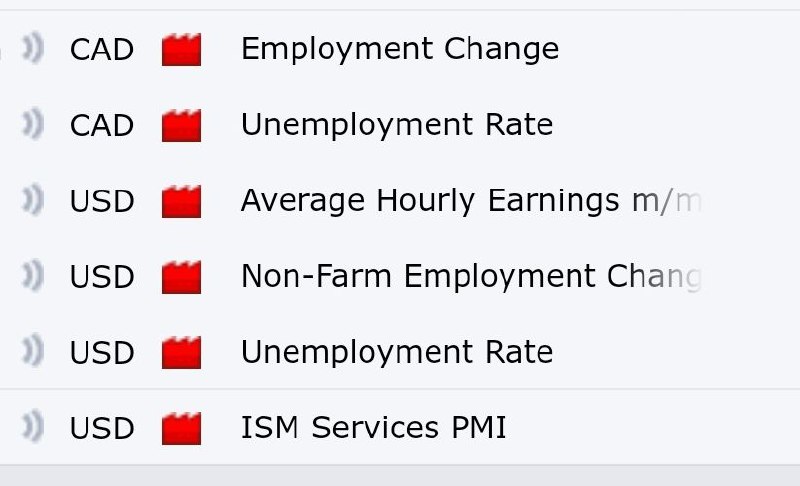 CAD Employment Change
CAD Unemployment Rate
USD Average Hourly Earnings m/m
USD Non-Farm Employment Chang
USD Unemployment Rate
USD ISM Services PMI